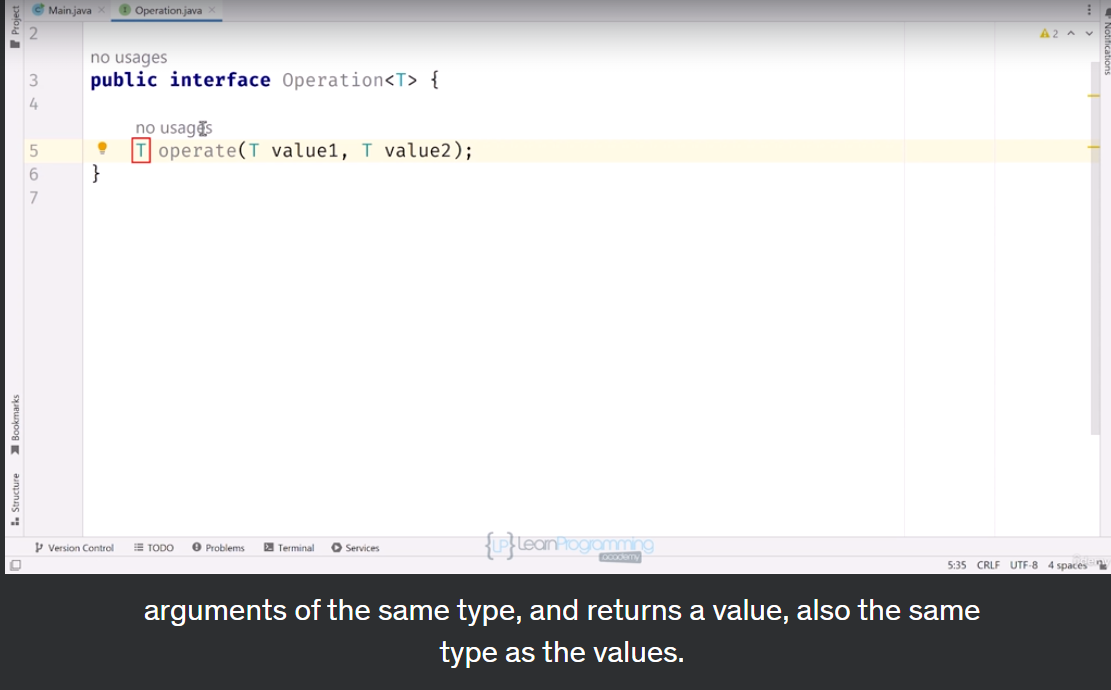 Project
Main.java
Operation.java
Notifications
2
2
no usages
3 public interface Operation<T> {
4
no usages
5 T operate(T value1, T value2);
6 }
7
Bookmarks
Structure
Version Control
TODO
Problems
Terminal
Services
{LP} LearnProgramming
academy
5:35 CRLF UTF-8 4 spaces
arguments of the same type, and returns a value, also the same
type as the values.